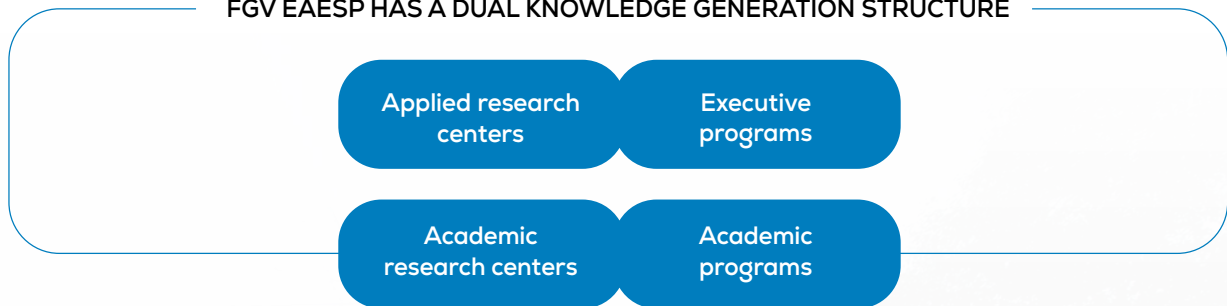 FGV EAESP HAS A DUAL KNOWLEDGE GENERATION STRUCTURE
Applied research
centers
Executive
programs
Academic
research centers
Academic
programs